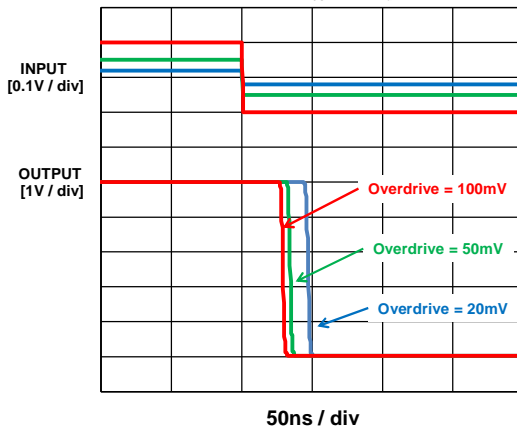 INPUT
[0.1V / div]
OUTPUT
[1V / div]
Overdrive = 100mV
Overdrive = 50mV
Overdrive = 20mV
50ns / div